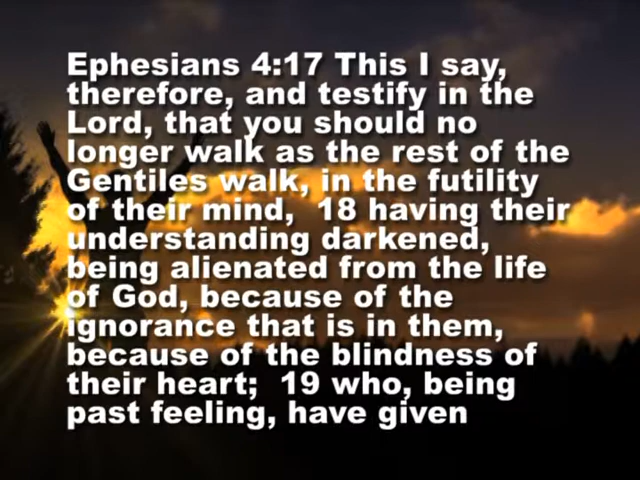 Ephesians 4:17 This I say,
therefore, and testify in the
Lord, that you should no
longer walk as the rest of the
Gentiles walk, in the futility
of their mind,  18 having their
understanding darkened,
being alienated from the life
of God, because of the
ignorance that is in them,
because of the blindness of
their heart;  19 who, being
past feeling, have given